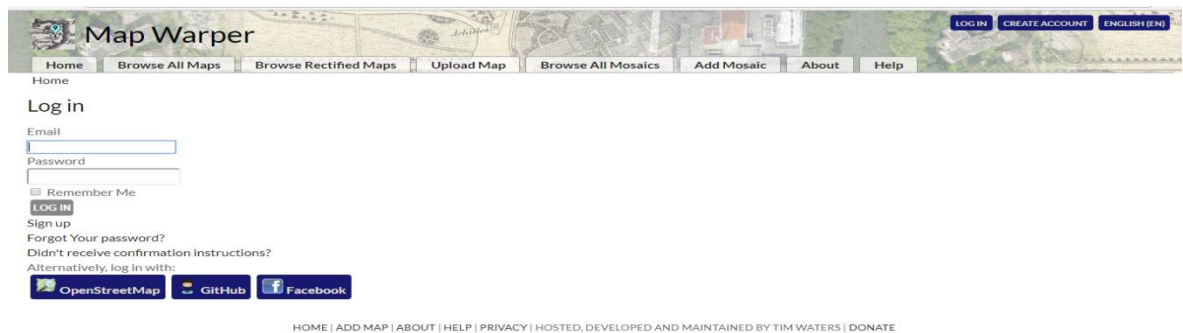 LOG IN CREATE ACCOUNT ENGLISH (EN)
Map Warper
Achilles
Home Browse All Maps Browse Rectified Maps Upload Map Browse All Mosaics Add Mosaic About Help
Home
Log in
Email
Password
Remember Me
LOG IN
Sign up
Forgot Your password?
Didn't receive confirmation instructions?
Alternatively, log in with:
OpenStreetMap GitHub Facebook
HOME | ADD MAP | ABOUT | HELP | PRIVACY | HOSTED, DEVELOPED AND MAINTAINED BY TIM WATERS | DONATE